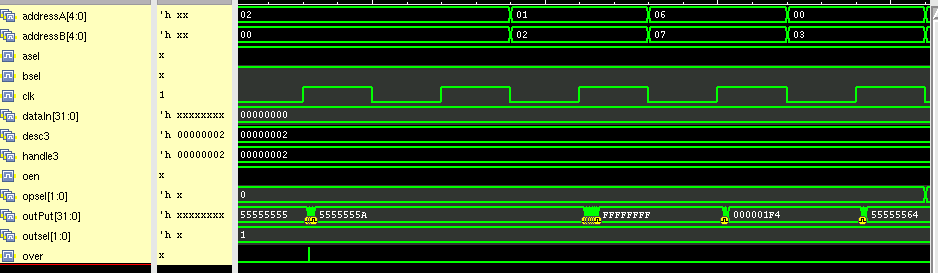 addressA[4:0] 'h xx 02 01 06 00
addressB[4:0] 'h xx 00 02 07 03
asel x
bsel x
clk 1
dataIn[31:0] 'h xxxxxxxx 00000000
desc3 'h 00000002 00000002
handle3 'h 00000002 00000002
oen x
opsel[1:0] 'h x 0
outPut[31:0] 'h xxxxxxxx 55555555 5555555A FFFFFFFF 000001F4 55555564
outsel[1:0] 'h x 1
over x